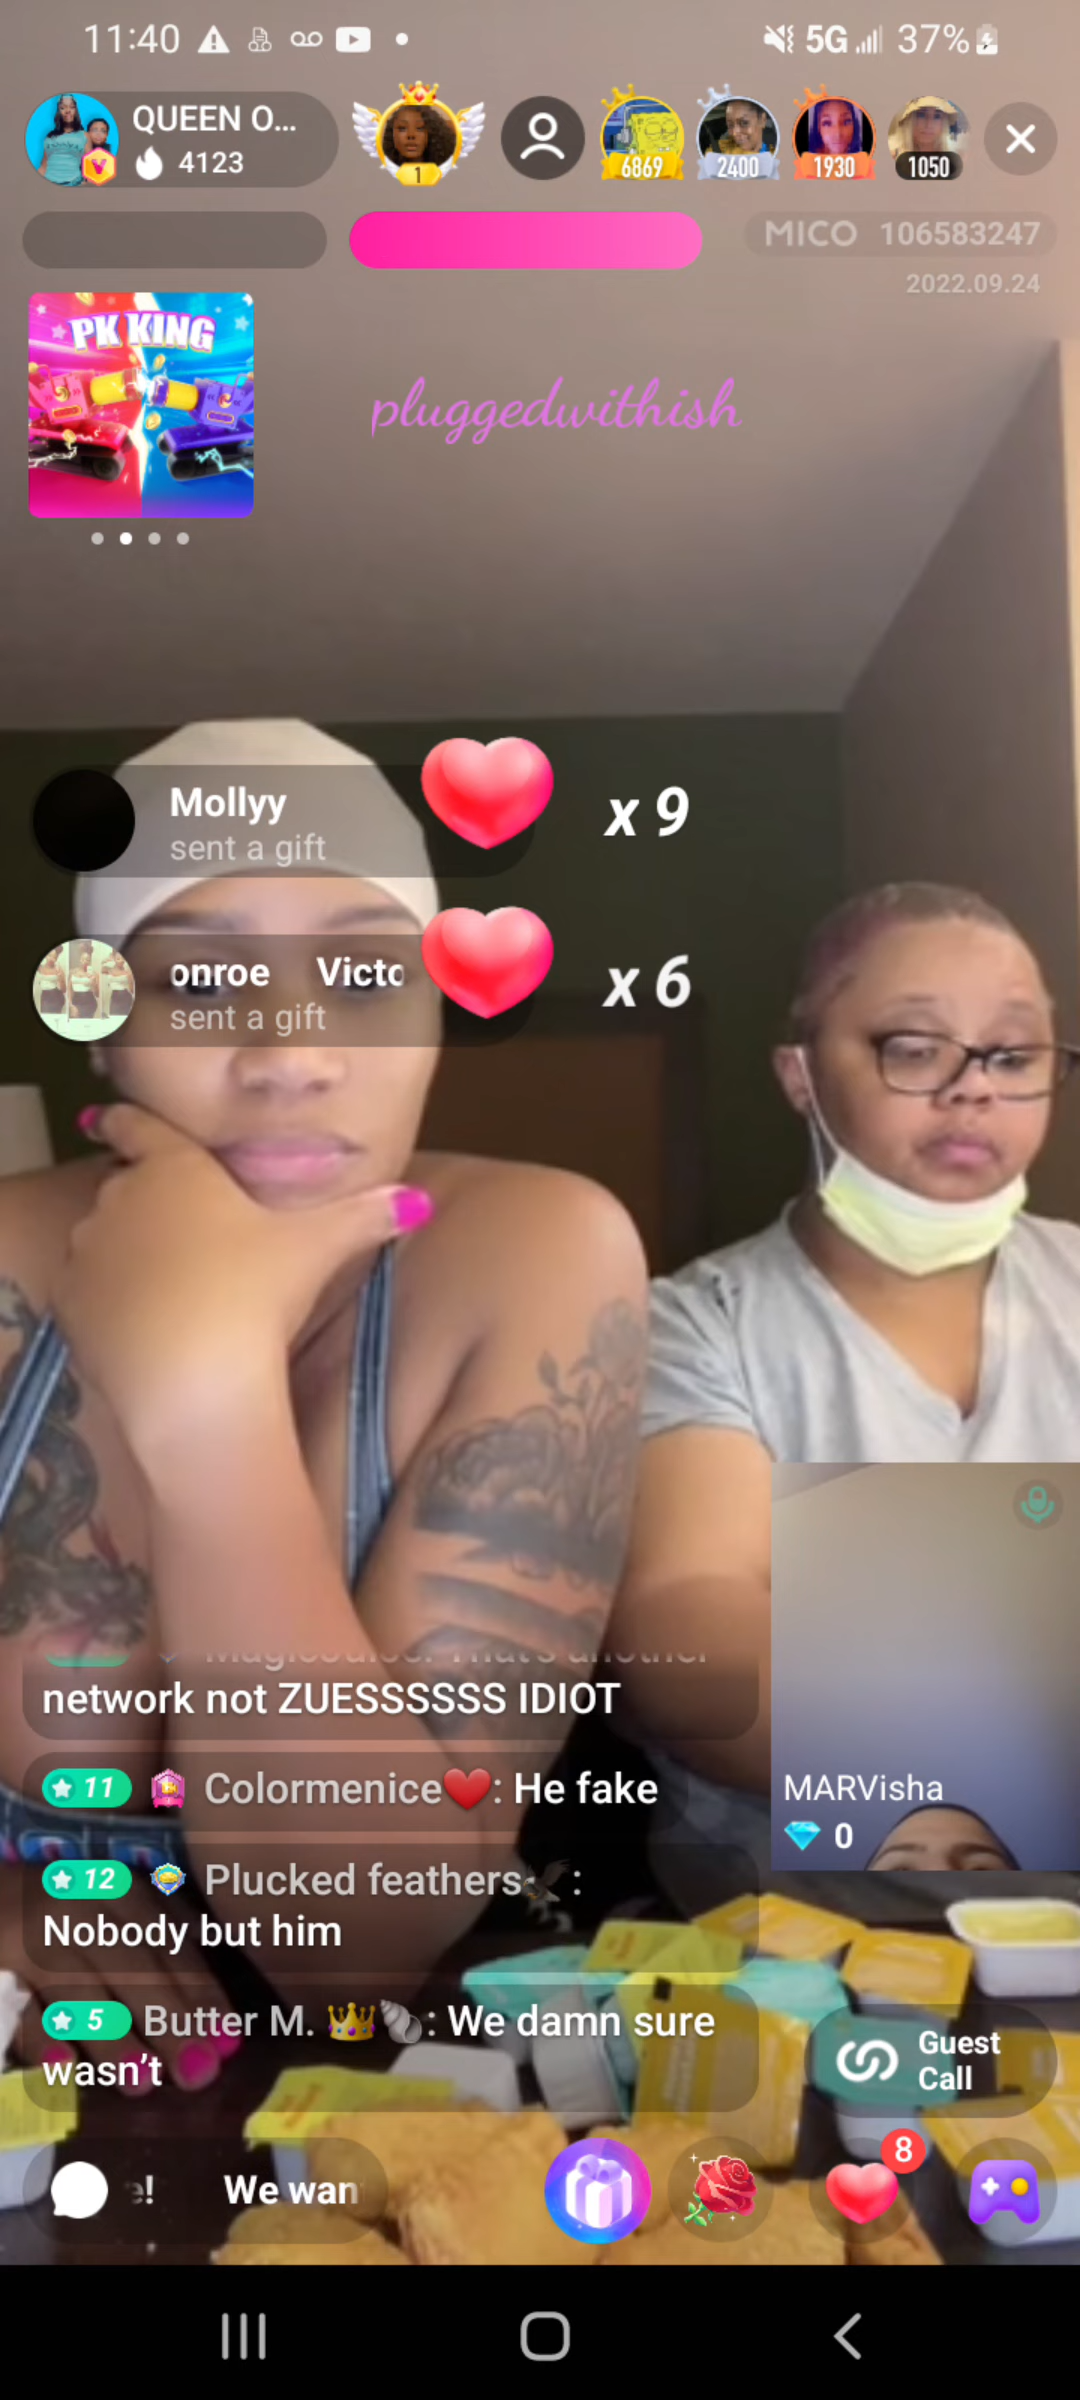 11:40
5G 37%
QUEEN O...
4123
1
6869
2400
1930
1050
MICO 106583247
2022.09.24
PK KING
pluggedwithish
Mollyy
sent a gift
x 9
onroe Victo
sent a gift
x 6
That's another
network not ZUESSSSSS IDIOT
11 Colormenice❤️: He fake
12 Plucked feathers:
Nobody but him
5 Butter M. 👑🐚: We damn sure
wasn't
MARVisha
0
Guest
Call
e! We wan
8